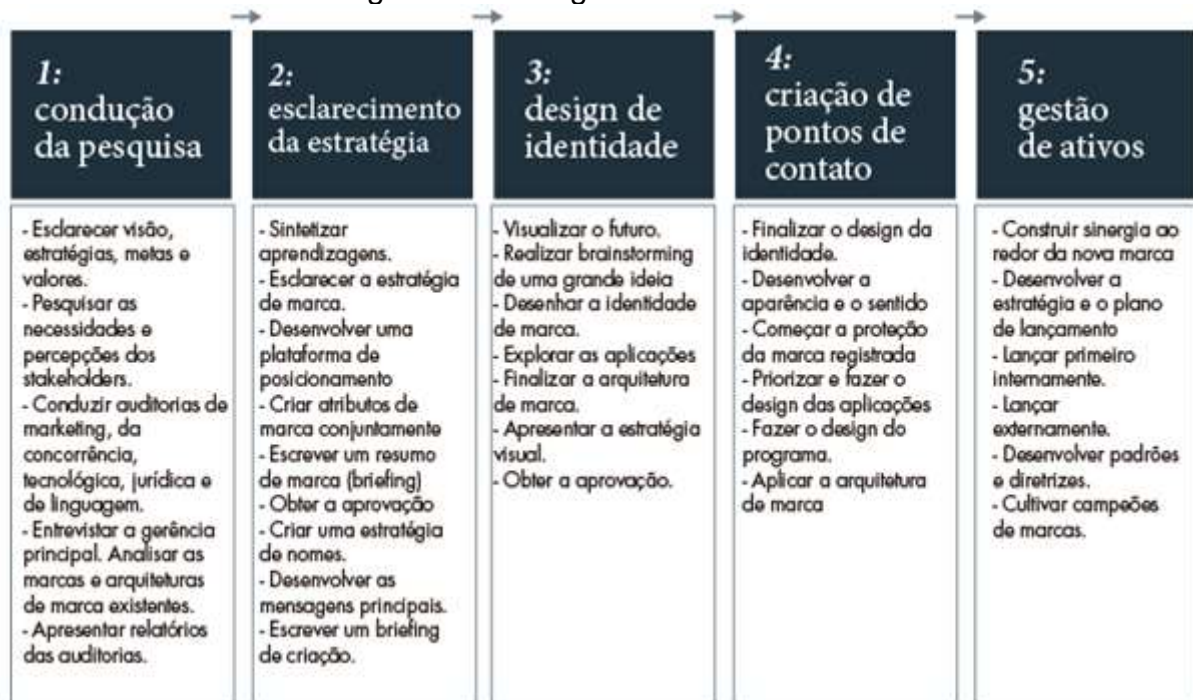 1:
condução
da pesquisa
- Esclarecer visão,
estratégias, metas e
valores.
- Pesquisar as
necessidades e
percepções dos
stakeholders.
- Conduzir auditorias de
marketing, da
concorrência,
tecnológica, jurídica e
de linguagem.
- Entrevistar a gerência
principal. Analisar as
marcas e arquiteturas
de marca existentes.
- Apresentar relatórios
das auditorias.
2:
esclarecimento
da estratégia
- Sintetizar
aprendizagens.
- Esclarecer a estratégia
de marca.
- Desenvolver uma
plataforma de
posicionamento
- Criar atributos de
marca conjuntamente
- Escrever um resumo
de marca (briefing)
- Obter a aprovação
- Criar uma estratégia
de nomes.
- Desenvolver as
mensagens principais.
- Escrever um briefing
de criação.
3:
design de
identidade
- Visualizar o futuro.
- Realizar brainstorming
de uma grande ideia
- Desenhar a identidade
de marca.
- Explorar as aplicações
- Finalizar a arquitetura
de marca.
- Apresentar a estratégia
visual.
- Obter a aprovação.
4:
criação de
pontos de
contato
- Finalizar o design da
identidade.
- Desenvolver a
aparência e o sentido
- Começar a proteção
da marca registrada
- Priorizar e fazer o
design das aplicações
- Fazer o design do
programa.
- Aplicar a arquitetura
de marca
5:
gestão
de ativos
- Construir sinergia ao
redor da nova marca
- Desenvolver a
estratégia e o plano
de lançamento
- Lançar primeiro
internamente.
- Lançar
externamente.
- Desenvolver padrões
e diretrizes.
- Cultivar campeões
de marcas.